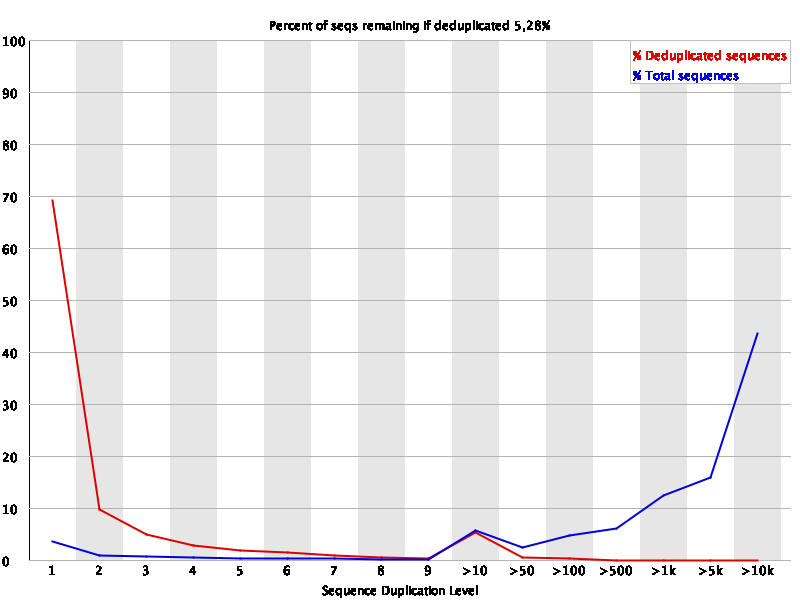 Percent of seqs remaining if deduplicated 5,28%
% Deduplicated sequences
% Total sequences
100
90
80
70
60
50
40
30
20
10
0
1 2 3 4 5 6 7 8 9 >10 >50 >100 >500 >1k >5k >10k
Sequence Duplication Level